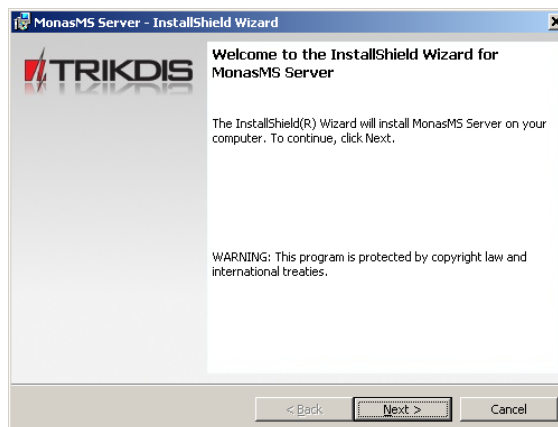 MonasMS Server - InstallShield Wizard
TRIKDIS
Welcome to the InstallShield Wizard for
MonasMS Server
The InstallShield(R) Wizard will install MonasMS Server on your
computer. To continue, click Next.
WARNING: This program is protected by copyright law and
international treaties.
< Back
Next >
Cancel